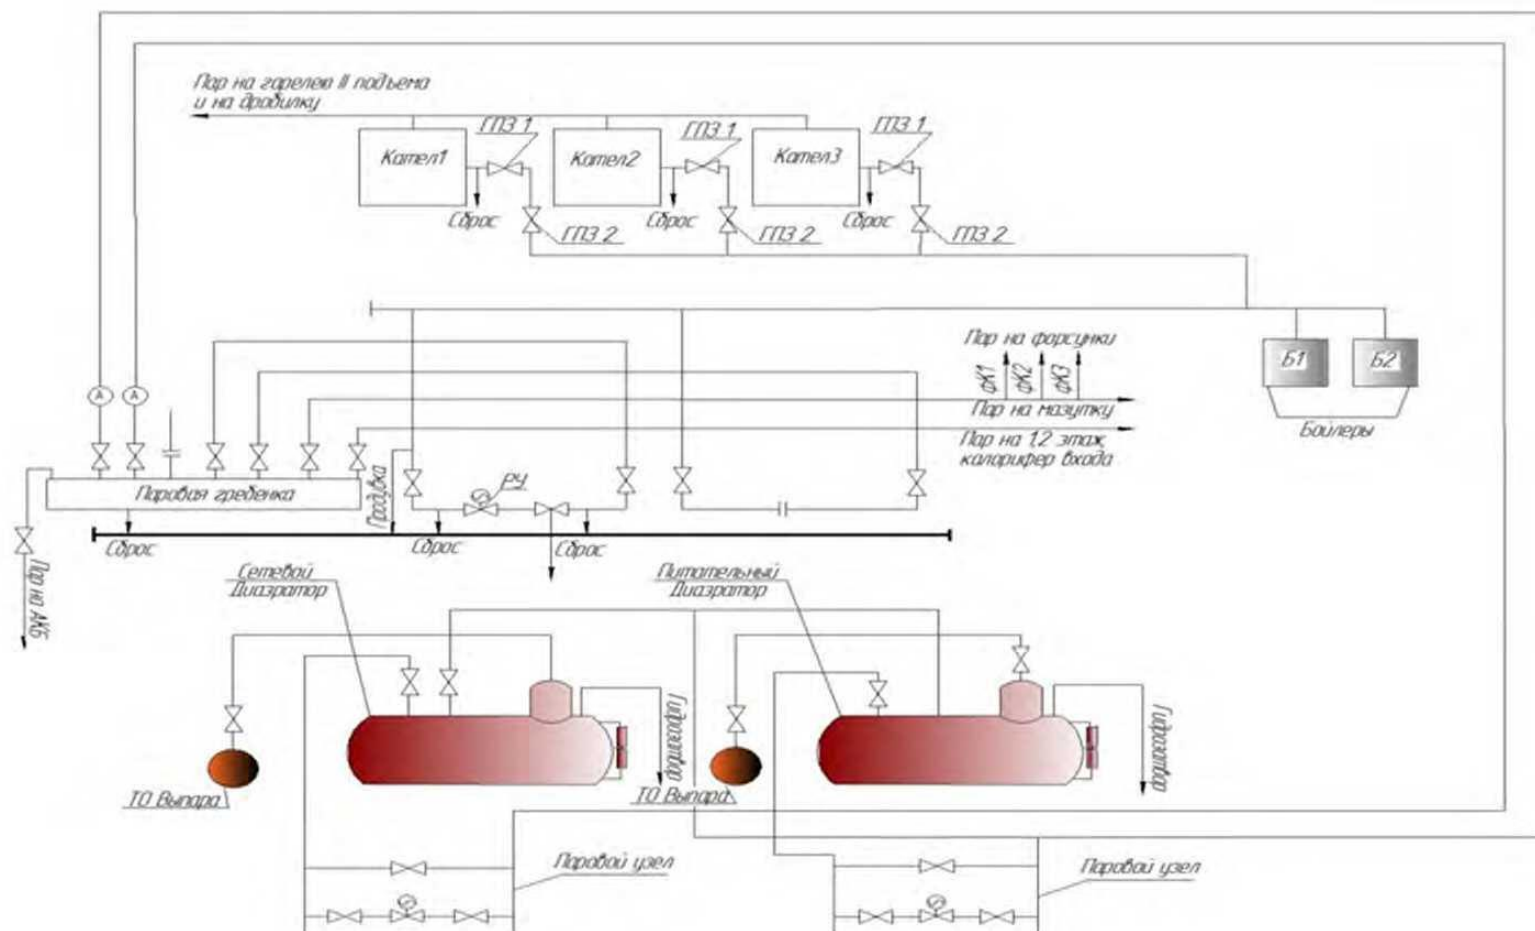 Пар на горелею II подъема
и на дробилку
ГПЗ 1
ГПЗ 1
ГПЗ 1
Котел1
Котел2
Котел3
Сброс
Сброс
Сброс
ГПЗ 2
ГПЗ 2
ГПЗ 2
Пар на форсунки
фК1
фК2
фК3
Пар на мазутку
Б1
Б2
Бойлеры
А
А
Пар на 1,2 этаж,
калорифер входа
Паровая гребенка
Продувка
РУ
Сброс
Сброс
Сброс
Пар на АКБ
Сетевой
Диаэратор
Питательный
Диаэратор
Гидрозатвор
Гидрозатвор
ТО Выпара
ТО Выпара
Паровой узел
Паровой узел